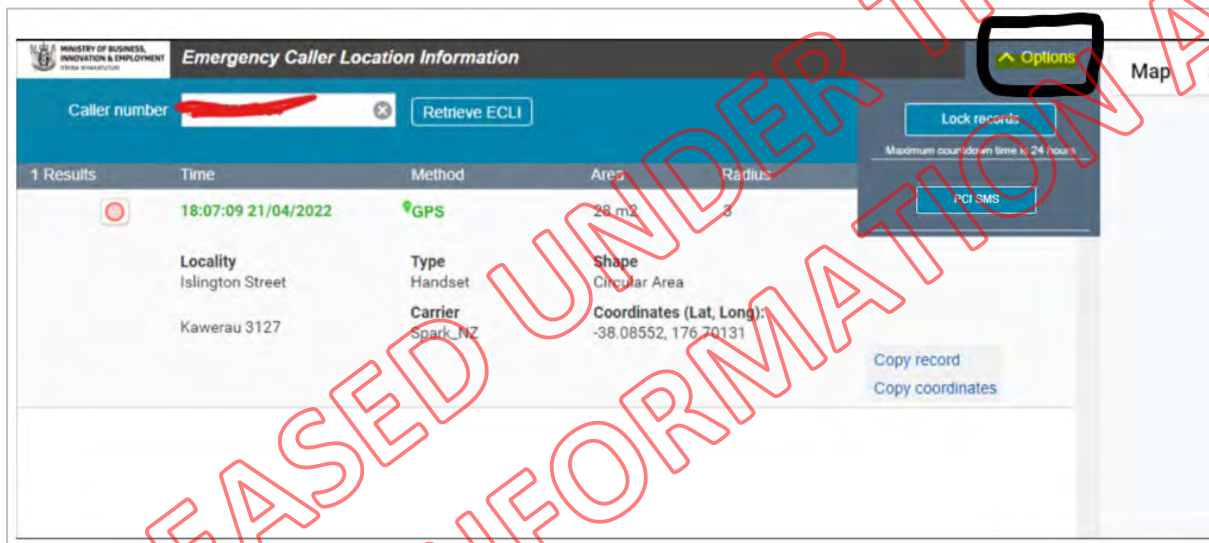 MINISTRY OF BUSINESS,
INNOVATION & EMPLOYMENT
Emergency Caller Location Information
Options
Map
Caller number
Retrieve ECLI
Lock records
Maximum countdown time is 24 hours
PCI SMS
1 Results Time Method Area Radius
18:07:09 21/04/2022 GPS 28 m2 3
Locality Type Shape
Islington Street Handset Circular Area
Carrier Coordinates (Lat, Long):
Kawerau 3127 Spark_NZ -38.08552, 176.70131
Copy record
Copy coordinates
EASED UNDER T
INFORMATION A